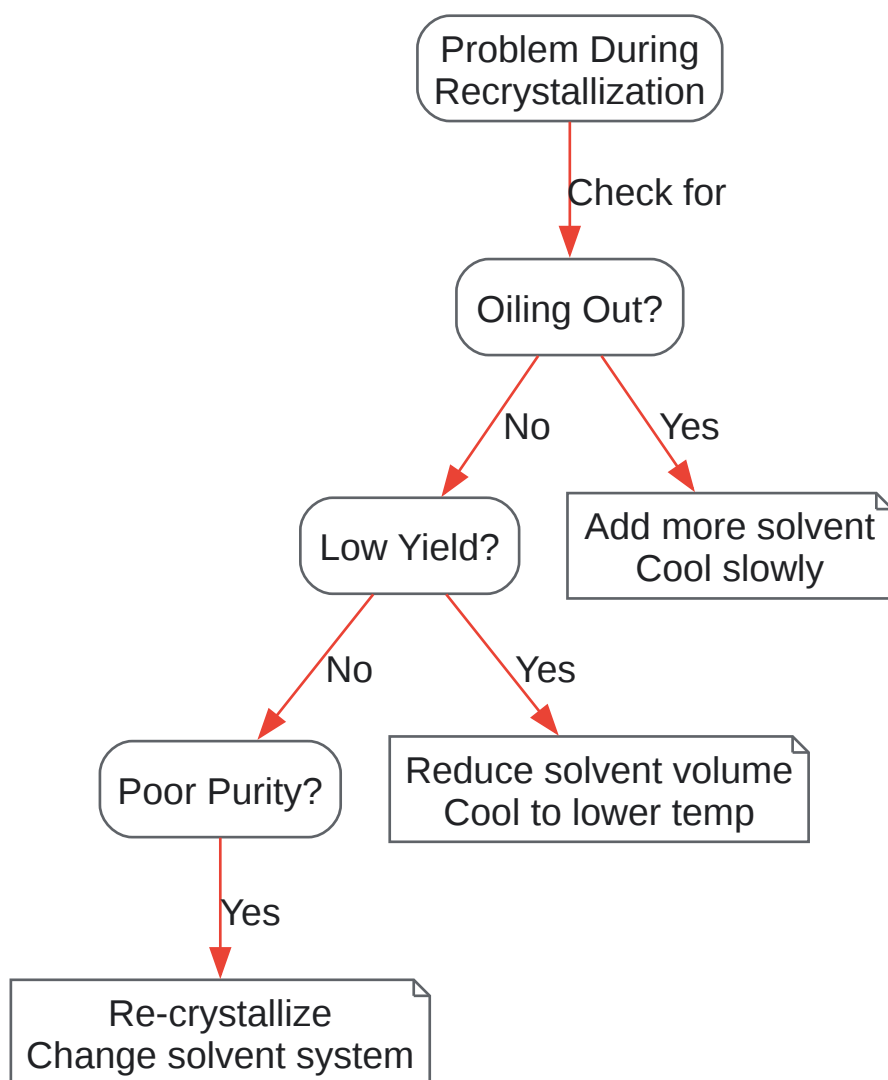 Problem During
Recrystallization
Check for
Oiling Out?
No
Yes
Low Yield?
Add more solvent
Cool slowly
No
Yes
Poor Purity?
Reduce solvent volume
Cool to lower temp
Yes
Re-crystallize
Change solvent system